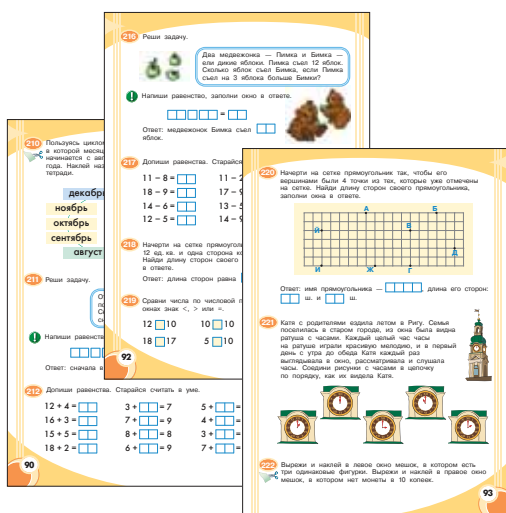 216 Реши задачу.
Два медвежонка — Пимка и Бимка —
ели дикие яблоки. Пимка съел 12 яблок.
Сколько яблок съел Бимка, если Пимка
съел на 3 яблока больше Бимки?
! Напиши равенство, заполни окно в ответе.
=
Ответ: медвежонок Бимка съел
яблок.
217 Допиши равенства. Старайся
11 – 8 =
18 – 9 =
14 – 6 =
12 – 5 =
11 – 2
17 –
13 –
14 –
218 Начерти на сетке прямоугол
12 ед. кв. и одна сторона к
Найди длину сторон своего
в ответе.
Ответ: длина сторон равна
219 Сравни числа по числовой л
окнах знак <, > или =.
12 10
10 10
18 17
5 10
92
210 Пользуясь циклом
в которой месяц
начинается с авг
года. Наклей наз
тетради.
декабрь
ноябрь
октябрь
сентябрь
август
211 Реши задачу.
! Напиши равенств
Ответ: сначала в
212 Допиши равенства. Старайся считать в уме.
12 + 4 =
16 + 3 =
15 + 5 =
18 + 2 =
3 + = 7
7 + = 9
8 + = 8
6 + = 9
5 + =
4 + =
3 + =
7 + =
90
220 Начерти на сетке прямоугольник так, чтобы его
вершинами были 4 точки из тех, которые уже отмечены
на сетке. Найди длину сторон своего прямоугольника,
заполни окна в ответе.
А Б
Й В
Д
И Ж Г
Ответ: имя прямоугольника — , длина его сторон:
ш. и ш.
221 Катя с родителями ездила летом в Ригу. Семья
поселилась в старом городе, из окна была видна
ратуша с часами. Каждый целый час часы
на ратуше играли красивую мелодию, и в первый
день с утра до обеда Катя каждый раз
выглядывала в окно, рассматривала и слушала
часы. Соедини рисунки с часами в цепочку
по порядку, как их видела Катя.
222 Вырежи и наклей в левое окно мешок, в котором есть
три одинаковые фигурки. Вырежи и наклей в правое окно
мешок, в котором нет монеты в 10 копеек.
93